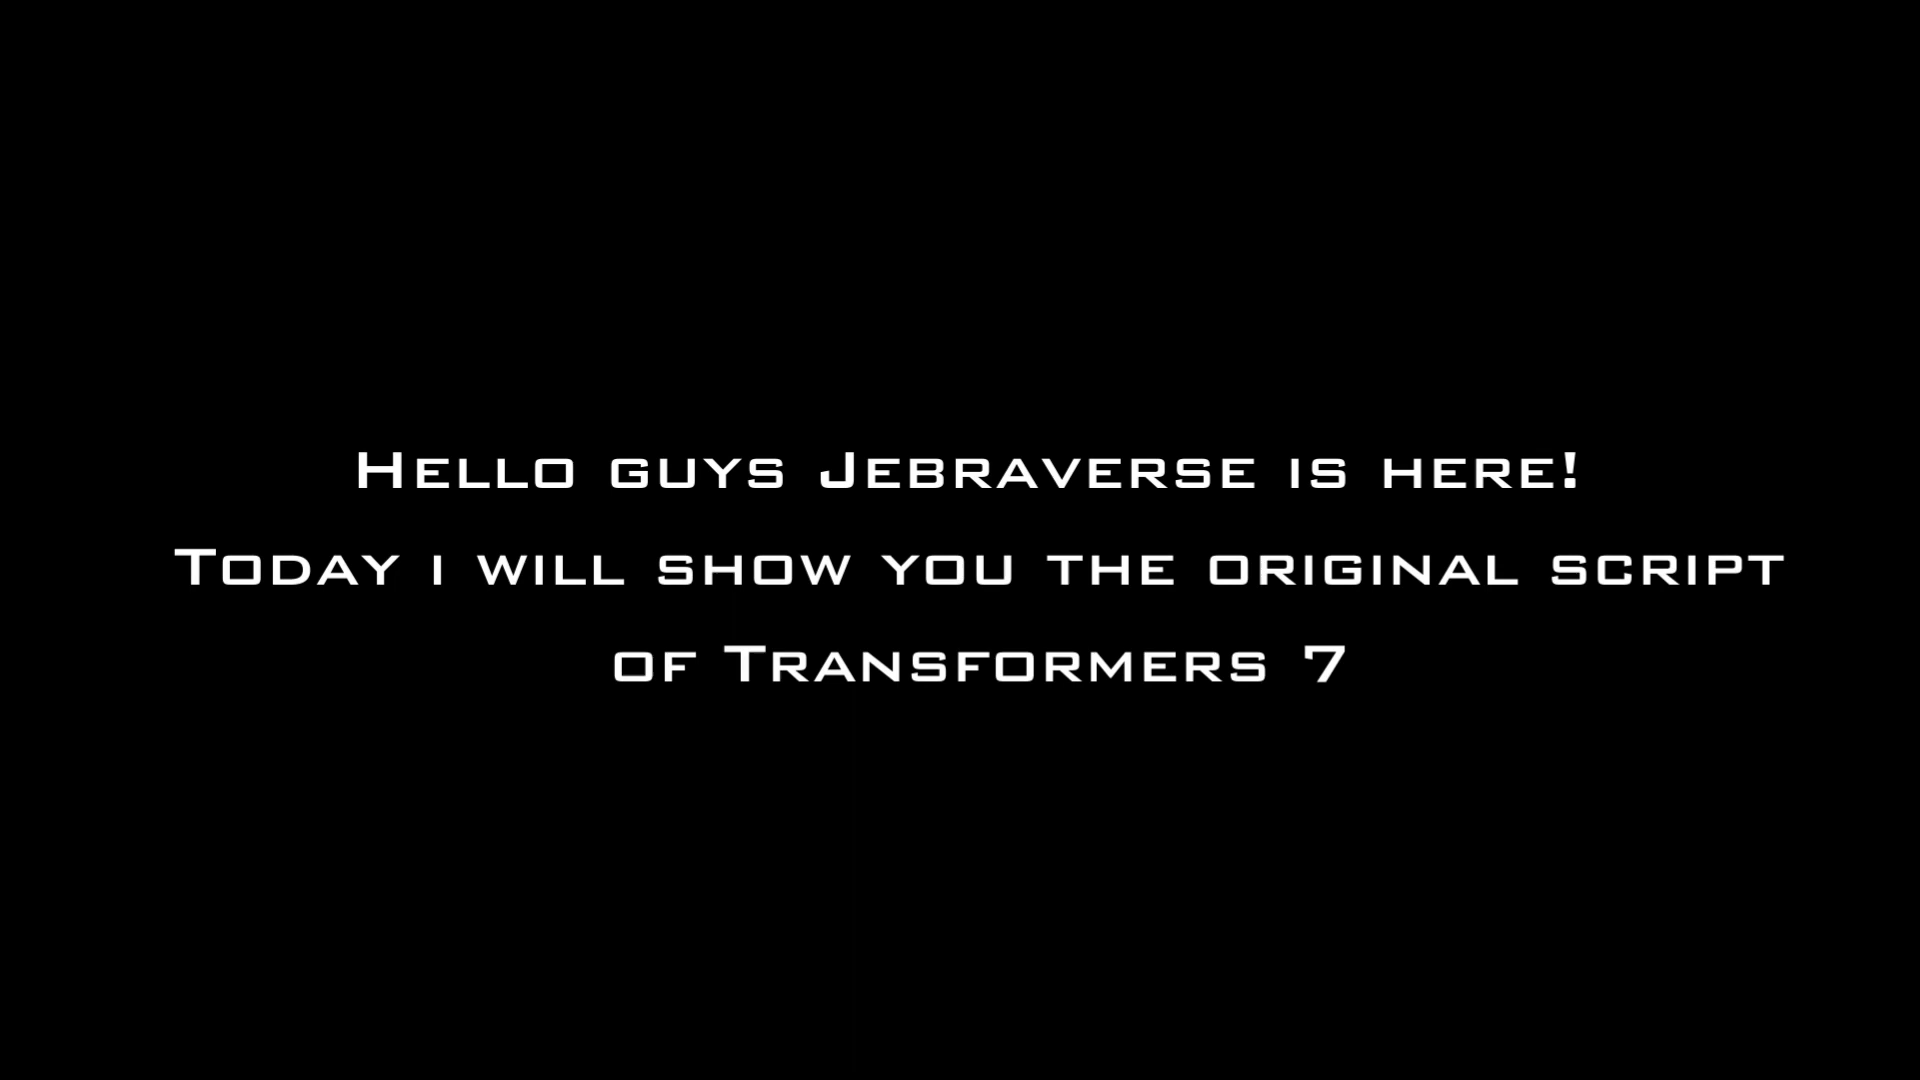 Hello guys Jebraverse is here!
Today i will show you the original script
of Transformers 7